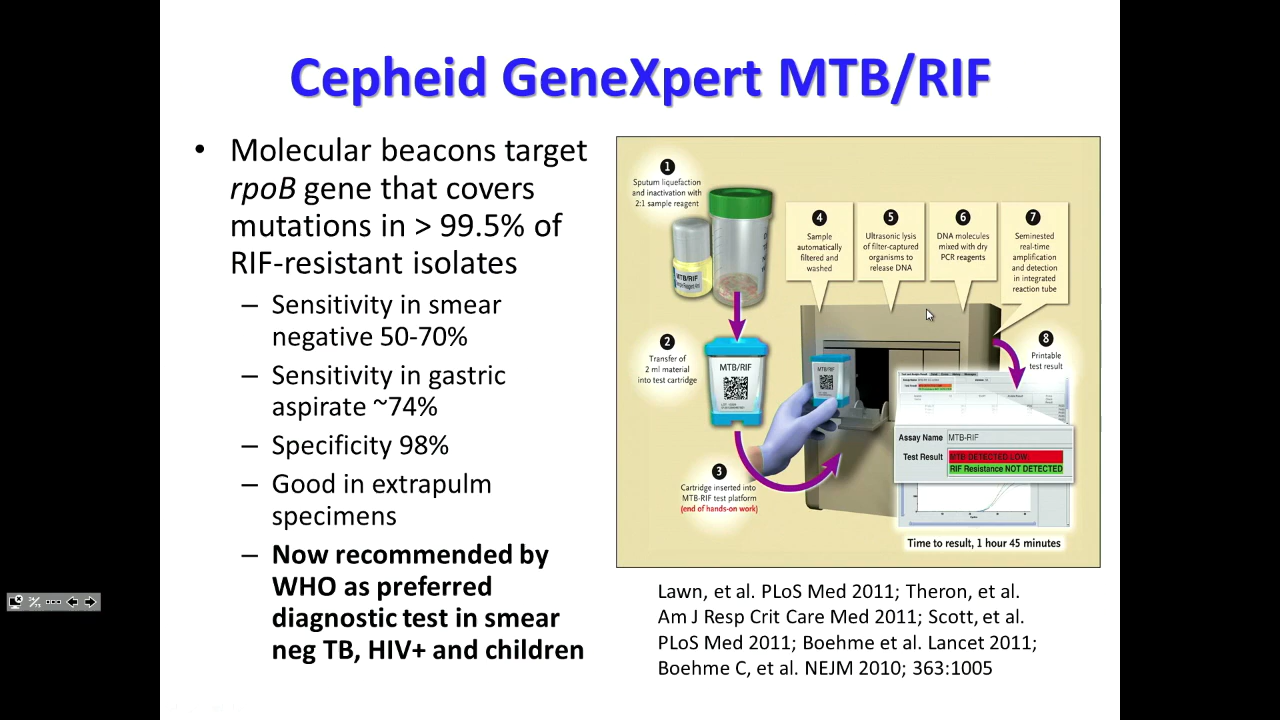 Cepheid GeneXpert MTB/RIF
• Molecular beacons target
rpoB gene that covers
mutations in > 99.5% of
RIF-resistant isolates
– Sensitivity in smear
negative 50-70%
– Sensitivity in gastric
aspirate ~74%
– Specificity 98%
– Good in extrapulm
specimens
– Now recommended by
WHO as preferred
diagnostic test in smear
neg TB, HIV+ and children
1
Sputum liquefaction
and inactivation with
2:1 sample reagent
MTB/RIF
2
Transfer of
2 ml material
into test cartridge
MTB/RIF
3
Cartridge inserted into
MTB-RIF test platform
(end of hands-on work)
4
Sample
automatically
filtered and
washed
5
Ultrasonic lysis
of filter-captured
organisms to
release DNA
6
DNA molecules
mixed with dry
PCR reagents
7
Seminested
real-time
amplification
and detection
in integrated
reaction tube
8
Printable
test result
MTB/RIF
Assay Name MTB-RIF
Test Result MTB DETECTED LOW;
RIF Resistance NOT DETECTED
Time to result, 1 hour 45 minutes
Lawn, et al. PLoS Med 2011; Theron, et al.
Am J Resp Crit Care Med 2011; Scott, et al.
PLoS Med 2011; Boehme et al. Lancet 2011;
Boehme C, et al. NEJM 2010; 363:1005